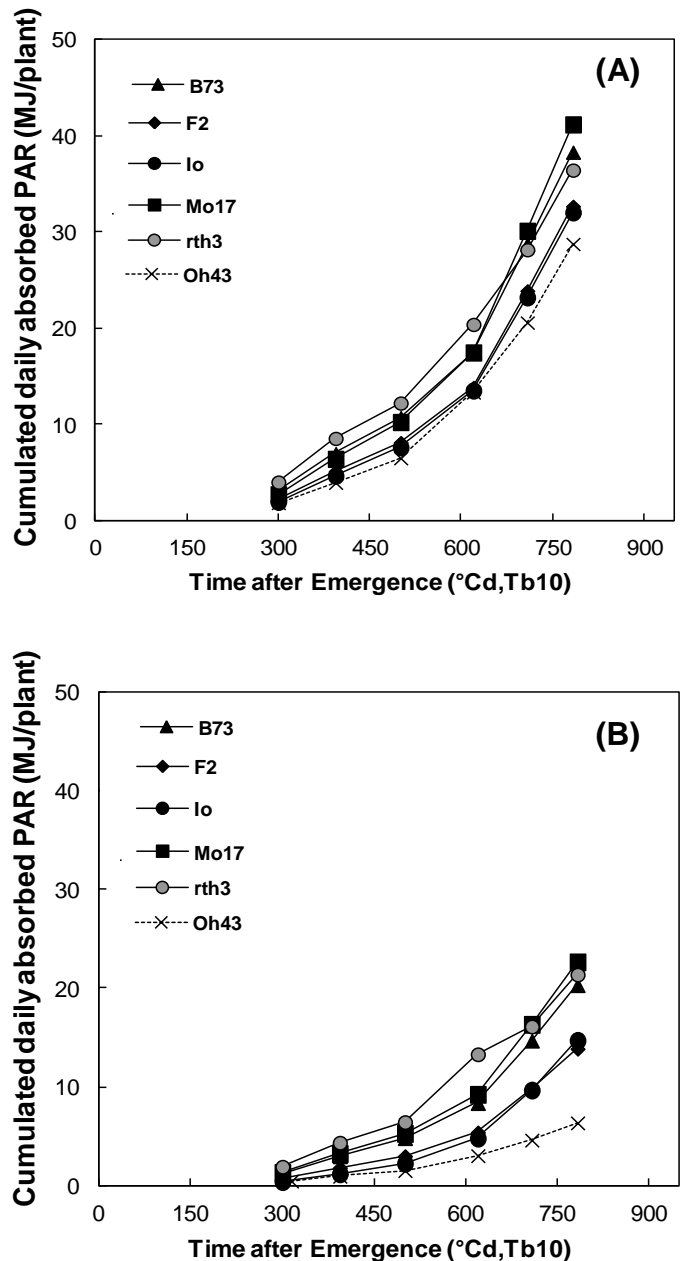 50
(A)
B73
40
F2
Io
30
Mo17
rth3
20
Oh43
10
0
0 150 300 450 600 750 900
Cumulated daily absorbed PAR (MJ/plant)
Time after Emergence (°Cd,Tb10)
50
(B)
B73
40
F2
Io
30
Mo17
rth3
Oh43
20
10
0
0 150 300 450 600 750 900
Cumulated daily absorbed PAR (MJ/plant)
Time after Emergence (°Cd,Tb10)